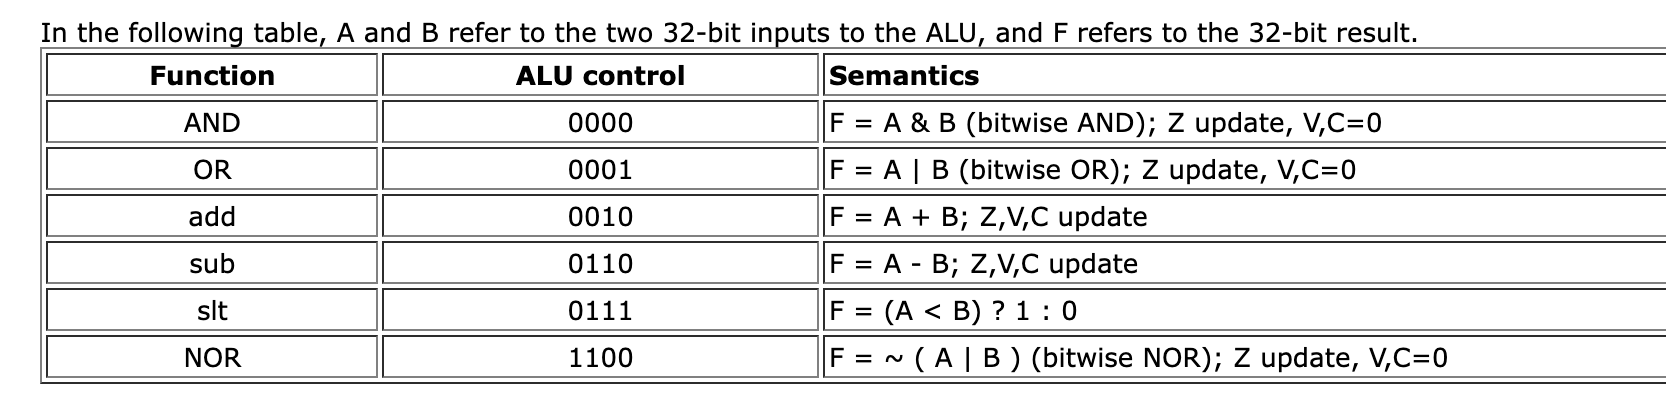 In the following table, A and B refer to the two 32-bit inputs to the ALU, and F refers to the 32-bit result.
Function ALU control Semantics
AND 0000 F = A & B (bitwise AND); Z update, V,C=0
OR 0001 F = A | B (bitwise OR); Z update, V,C=0
add 0010 F = A + B; Z,V,C update
sub 0110 F = A - B; Z,V,C update
slt 0111 F = (A < B) ? 1 : 0
NOR 1100 F = ~ ( A | B ) (bitwise NOR); Z update, V,C=0